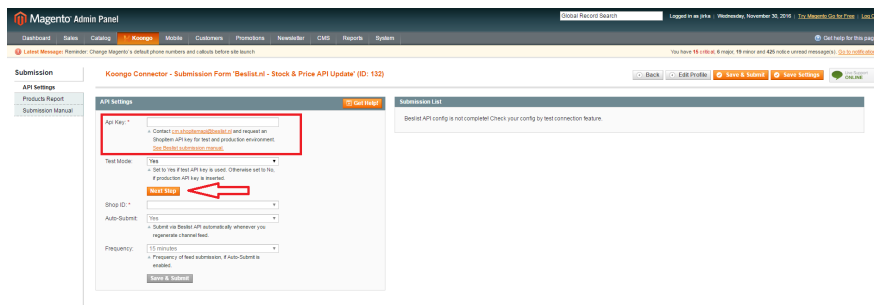 Magento Admin Panel
Global Record Search
Logged in as jirka | Wednesday, November 30, 2016 | Try Magento Go for Free | Log O
Dashboard Sales Catalog Koongo Mobile Customers Promotions Newsletter CMS Reports System
Get help for this pag
Latest Message: Reminder: Change Magento's default phone numbers and callouts before site launch
You have 15 critical, 6 major, 19 minor and 425 notice unread message(s). Go to notificatio
Submission
API Settings
Products Report
Submission Manual
Koongo Connector - Submission Form 'Beslist.nl - Stock & Price API Update' (ID: 132)
Back Edit Profile Save & Submit Save Settings
ONLINE
API Settings
Get Help!
Api Key: *
Contact and request an
Shopitem API key for test and production environment.
See Beslist submission manual.
Test Mode: Yes
Set to Yes if test API key is used. Otherwise set to No,
if production API key is inserted.
Next Step
Shop ID: *
Auto-Submit: Yes
Submit via Beslist API automatically whenever you
regenerate channel feed.
Frequency: 15 minutes
Frequency of feed submission, if Auto-Submit is
enabled.
Save & Submit
Submission List
Beslist API config is not complete! Check your config by test connection feature.